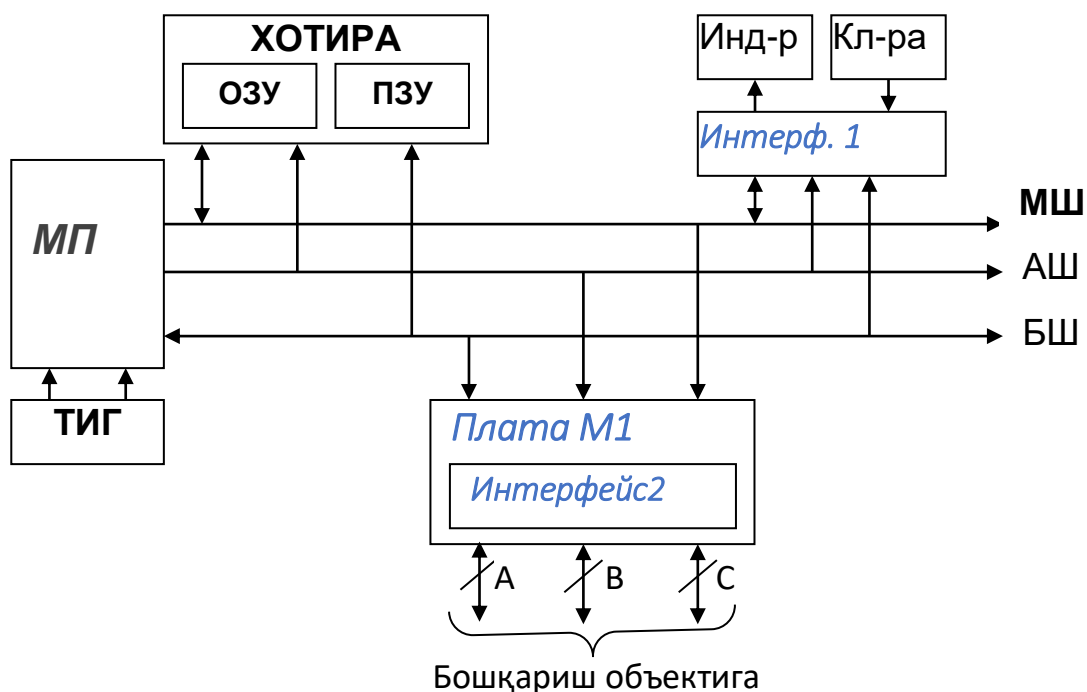 ХОТИРА
ОЗУ
ПЗУ
Инд-р
Кл-ра
Интерф. 1
МП
МШ
АШ
БШ
ТИГ
Плата М1
Интерфейс2
А
В
С
Бошқариш объектига